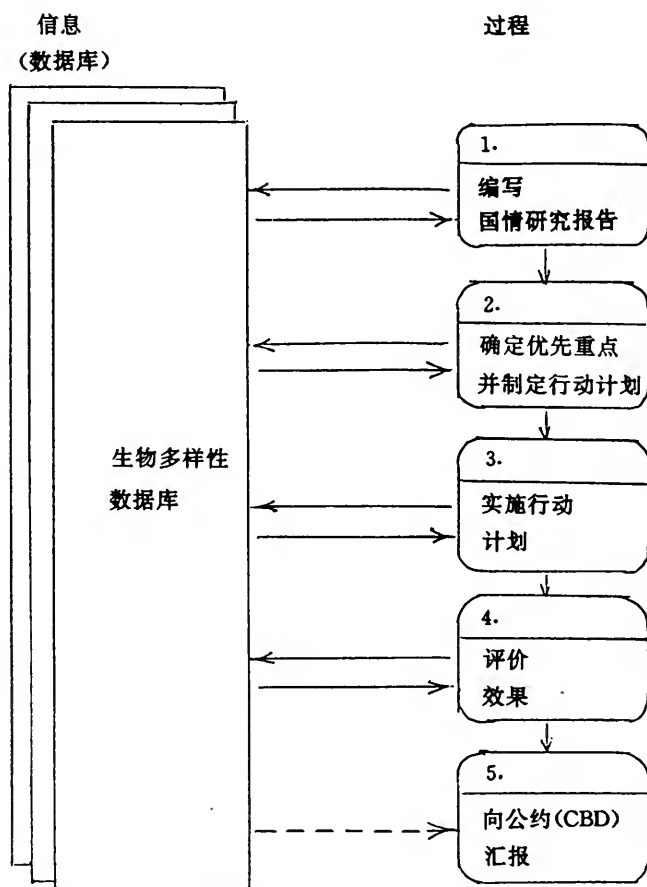 信息
(数据库)
过程
生物多样性
数据库
1.
编写
国情研究报告
2.
确定优先重点
并制定行动计划
3.
实施行动
计划
4.
评价
效果
5.
向公约(CBD)
汇报